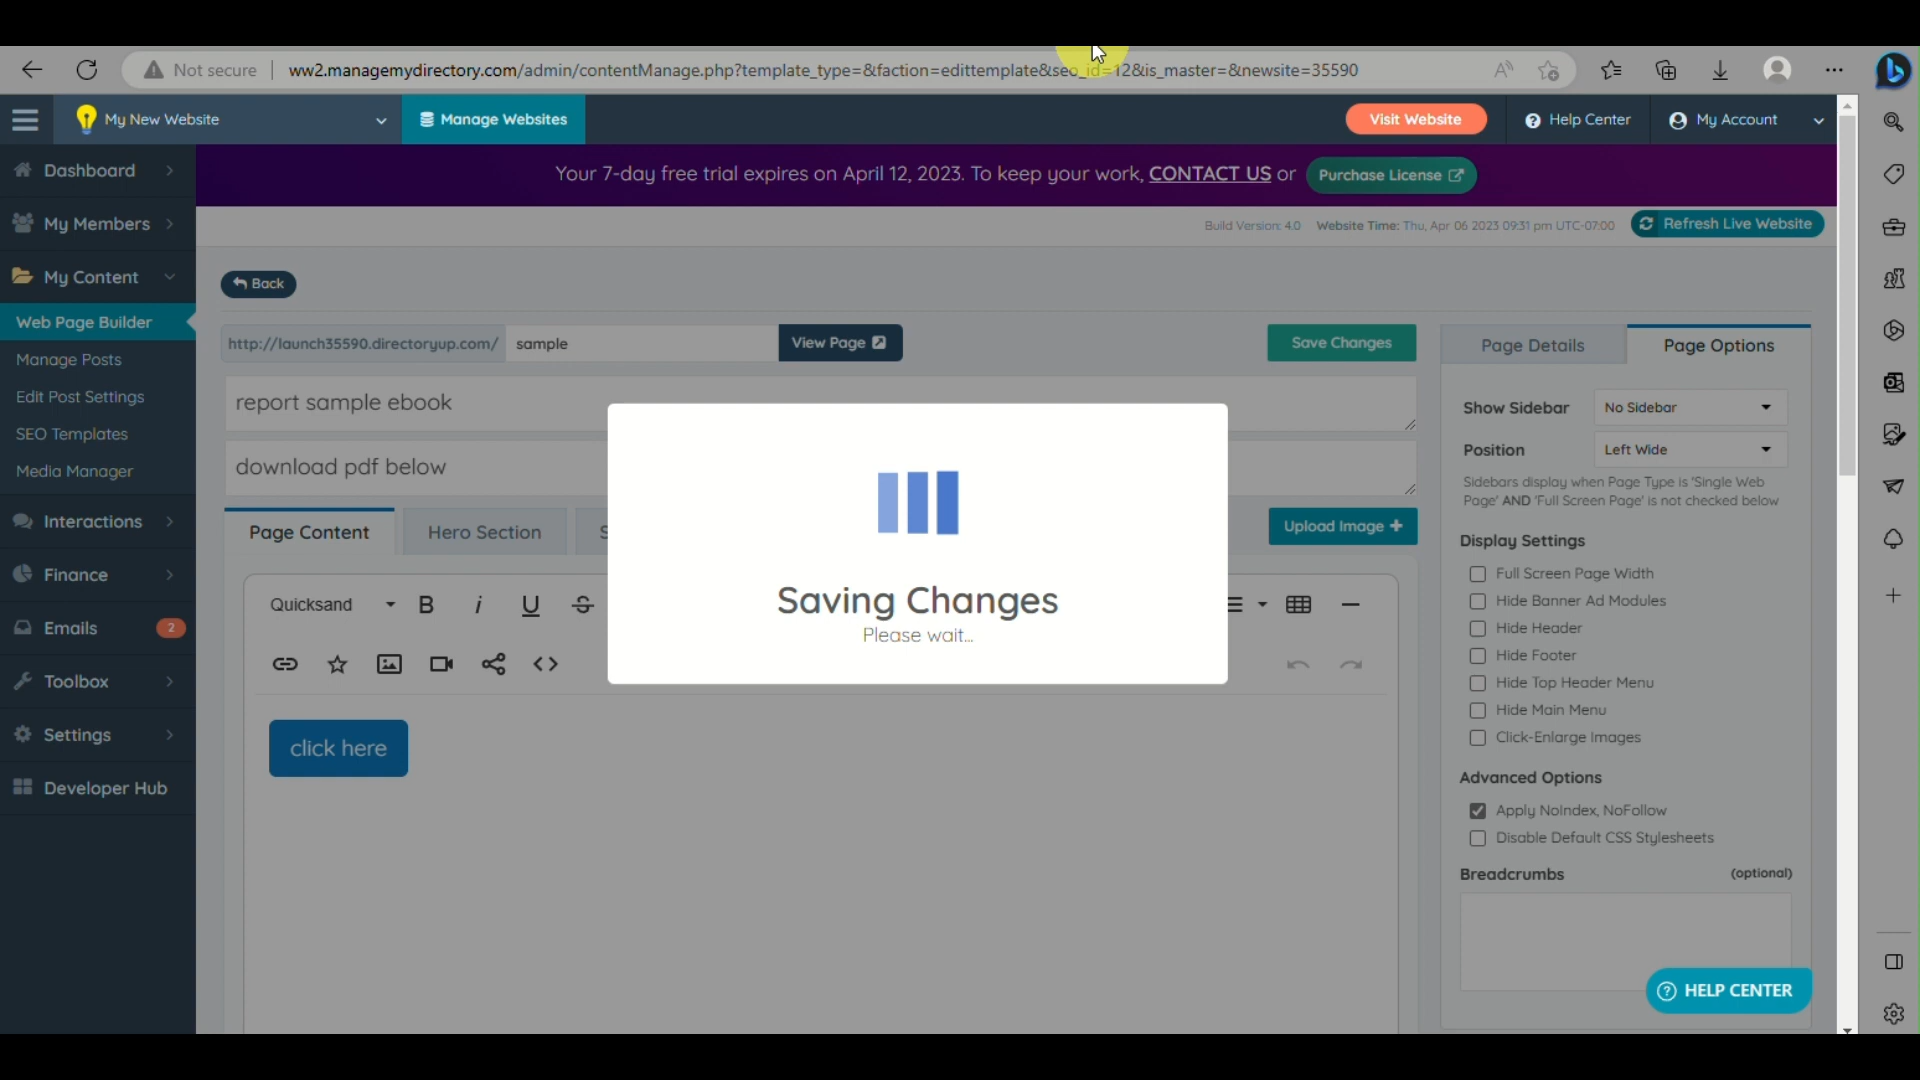 Not secure
ww2.managemydirectory.com/admin/contentManage.php?template_type=&faction=edittemplate&seo_id=12&is_master=&newsite=35590
My New Website
Manage Websites
Visit Website
Help Center
My Account
Dashboard
Your 7-day free trial expires on April 12, 2023. To keep your work, CONTACT US or
Purchase License
My Members
Build Version: 4.0
Website Time: Thu, Apr 06 2023 09:31 pm UTC-07:00
Refresh Live Website
My Content
Back
Web Page Builder
http://launch35590.directoryup.com/
sample
View Page
Save Changes
Page Details
Page Options
Manage Posts
Edit Post Settings
SEO Templates
Media Manager
report sample ebook
download pdf below
Show Sidebar
No Sidebar
Position
Left Wide
Sidebars display when Page Type is 'Single Web
Page' AND 'Full Screen Page' is not checked below
Interactions
Page Content
Hero Section
S
Upload Image +
Display Settings
Full Screen Page Width
Hide Banner Ad Modules
Hide Header
Hide Footer
Hide Top Header Menu
Hide Main Menu
Click-Enlarge Images
Finance
Quicksand
B
i
U
S
Saving Changes
Please wait...
Emails
2
Toolbox
Settings
Developer Hub
click here
Advanced Options
Apply NoIndex, NoFollow
Disable Default CSS Stylesheets
Breadcrumbs
(optional)
HELP CENTER